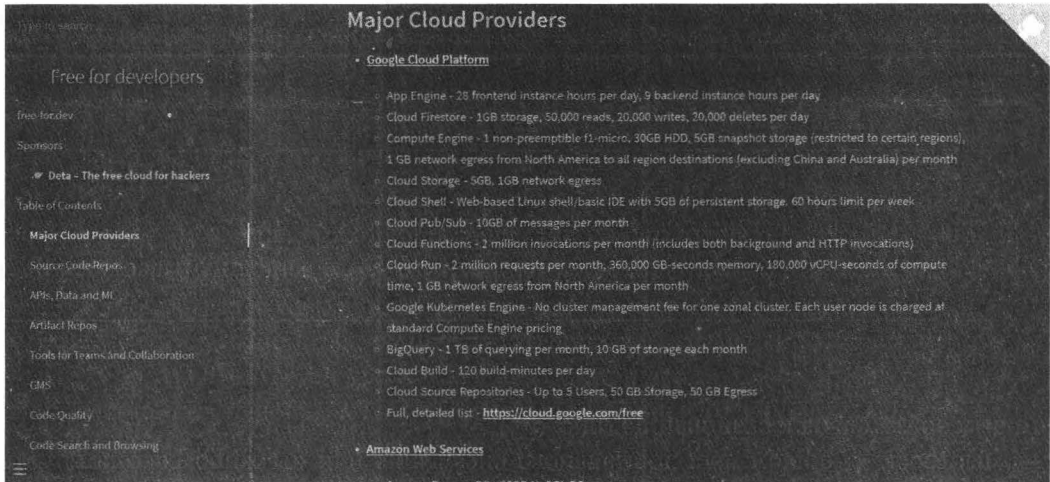 Type to search
Free for developers
free-for.dev
Sponsors
Deta - The free cloud for hackers
Table of Contents
Major Cloud Providers
Source Code Repos
APIs, Data and ML
Artifact Repos
Tools for Teams and Collaboration
CMS
Code Quality
Code Search and Browsing
Major Cloud Providers
• Google Cloud Platform
○ App Engine - 28 frontend instance hours per day, 9 backend instance hours per day
○ Cloud Firestore - 1GB storage, 50,000 reads, 20,000 writes, 20,000 deletes per day
○ Compute Engine - 1 non-preemptible f1-micro, 30GB HDD, 5GB snapshot storage (restricted to certain regions),
1 GB network egress from North America to all region destinations (excluding China and Australia) per month
○ Cloud Storage - 5GB, 1GB network egress
○ Cloud Shell - Web-based Linux shell/basic IDE with 5GB of persistent storage. 60 hours limit per week
○ Cloud Pub/Sub - 10GB of messages per month
○ Cloud Functions - 2 million invocations per month (includes both background and HTTP invocations)
○ Cloud Run - 2 million requests per month, 360,000 GB-seconds memory, 180,000 vCPU-seconds of compute
time, 1 GB network egress from North America per month
○ Google Kubernetes Engine - No cluster management fee for one zonal cluster. Each user node is charged at
standard Compute Engine pricing
○ BigQuery - 1 TB of querying per month, 10 GB of storage each month
○ Cloud Build - 120 build-minutes per day
○ Cloud Source Repositories - Up to 5 Users, 50 GB Storage, 50 GB Egress
○ Full, detailed list - https://cloud.google.com/free
• Amazon Web Services